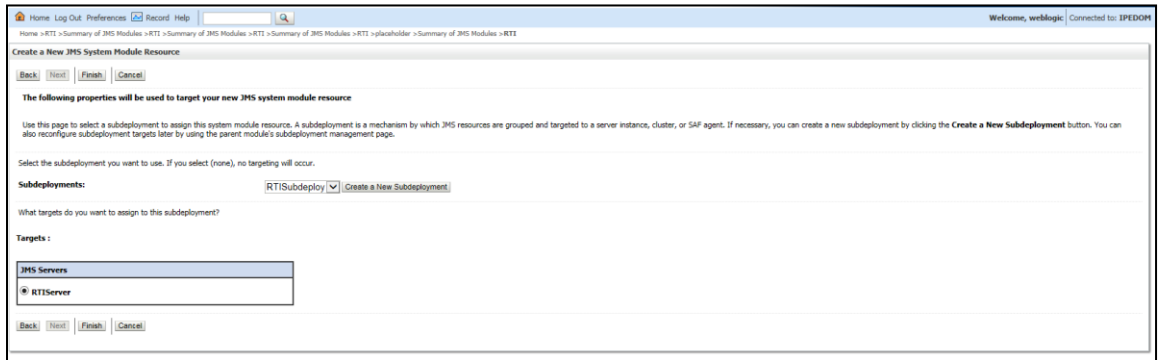 Home Log Out Preferences Record Help Welcome, weblogic Connected to: IPEDOM
Home >RTI >Summary of JMS Modules >RTI >Summary of JMS Modules >RTI >Summary of JMS Modules >RTI >placeholder >Summary of JMS Modules >RTI
Create a New JMS System Module Resource
Back Next Finish Cancel
The following properties will be used to target your new JMS system module resource
Use this page to select a subdeployment to assign this system module resource. A subdeployment is a mechanism by which JMS resources are grouped and targeted to a server instance, cluster, or SAF agent. If necessary, you can create a new subdeployment by clicking the Create a New Subdeployment button. You can
also reconfigure subdeployment targets later by using the parent module's subdeployment management page.
Select the subdeployment you want to use. If you select (none), no targeting will occur.
Subdeployments: RTISubdeploy Create a New Subdeployment
What targets do you want to assign to this subdeployment?
Targets :
JMS Servers
RTIServer
Back Next Finish Cancel